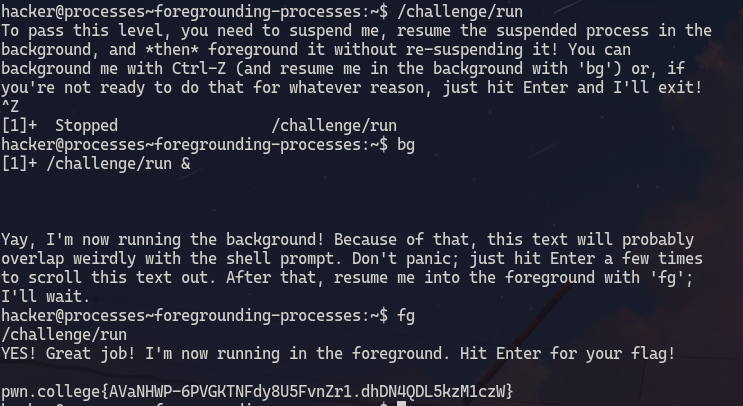 hacker@processes~foregrounding-processes:~$ /challenge/run
To pass this level, you need to suspend me, resume the suspended process in the
background, and *then* foreground it without re-suspending it! You can
background me with Ctrl-Z (and resume me in the background with 'bg') or, if
you're not ready to do that for whatever reason, just hit Enter and I'll exit!
^Z
[1]+  Stopped                 /challenge/run
hacker@processes~foregrounding-processes:~$ bg
[1]+ /challenge/run &
Yay, I'm now running the background! Because of that, this text will probably
overlap weirdly with the shell prompt. Don't panic; just hit Enter a few times
to scroll this text out. After that, resume me into the foreground with 'fg';
I'll wait.
hacker@processes~foregrounding-processes:~$ fg
/challenge/run
YES! Great job! I'm now running in the foreground. Hit Enter for your flag!
pwn.college{AVaNHWP-6PVGKTNFdy8U5FvnZr1.dhDN4QDL5kzM1czW}